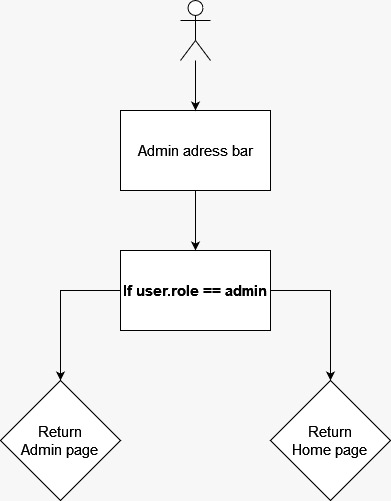 Admin adress bar
If user.role == admin
Return
Admin page
Return
Home page